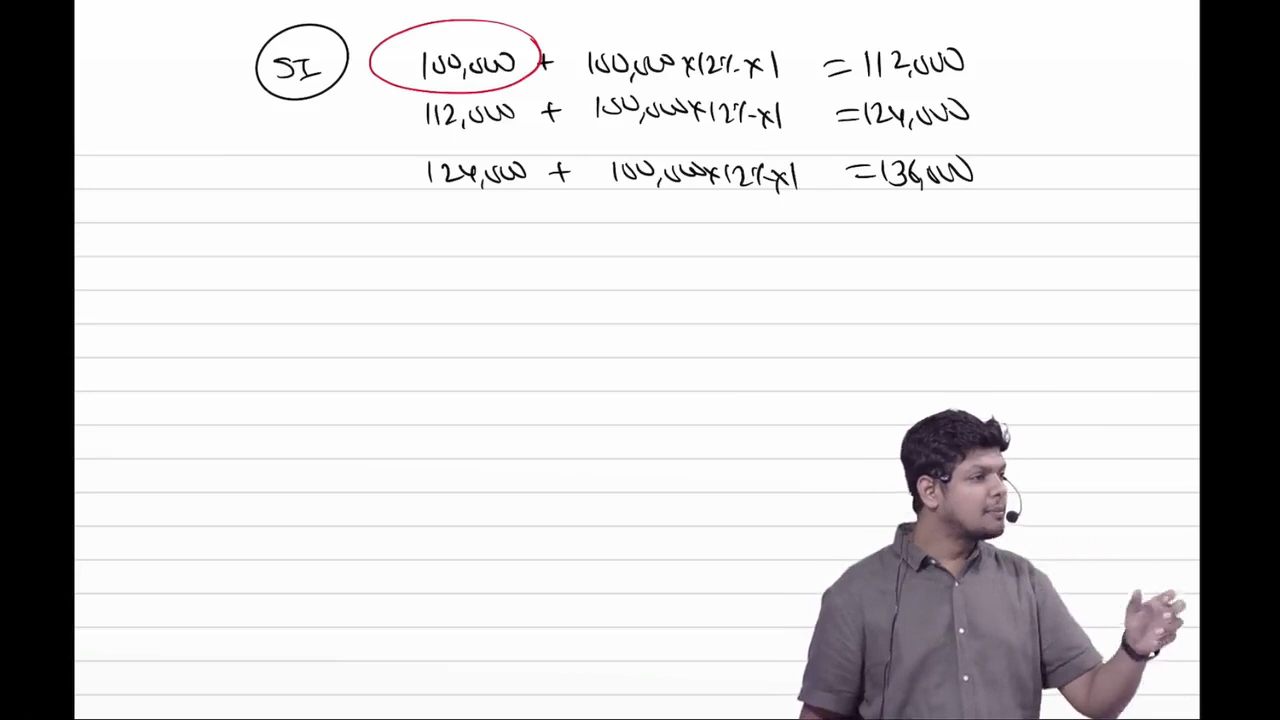 SI 100,000 + 100,000 x 12% x 1 = 112,000
112,000 + 100,000 x 12% x 1 = 124,000
124,000 + 100,000 x 12% x 1 = 136,000